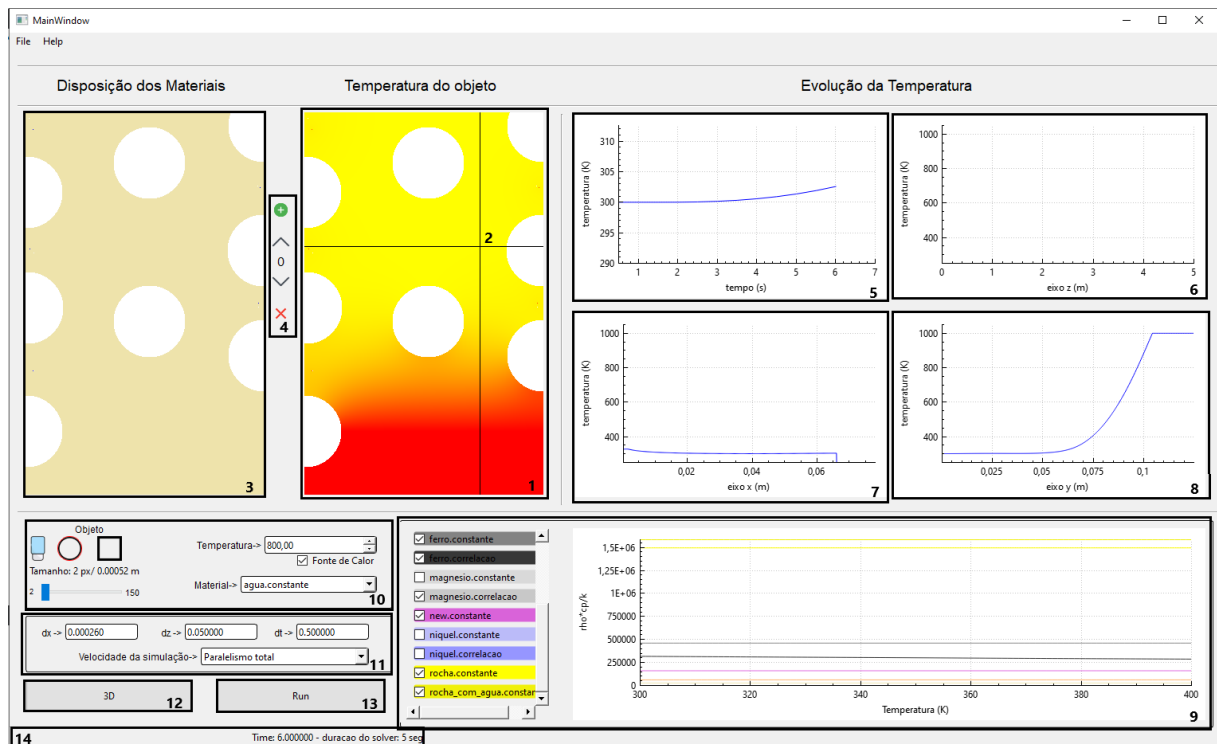 MainWindow
File Help
Disposição dos Materiais
Temperatura do objeto
Evolução da Temperatura
3
0
4
2
1
temperatura (K)
310
305
300
295
290
1 2 3 4 5 6 7
tempo (s)
5
temperatura (K)
1000
800
600
400
0 1 2 3 4 5
eixo z (m)
6
temperatura (K)
1000
800
600
400
0,02 0,04 0,06
eixo x (m)
7
temperatura (K)
1000
800
600
400
0,025 0,05 0,075 0,1
eixo y (m)
8
Objeto
Tamanho: 2 px/ 0.00052 m
2 150
Temperatura-> 800,00
Fonte de Calor
Material-> agua.constante
10
dx -> 0.000260 dz -> 0.050000 dt -> 0.500000
Velocidade da simulação-> Paralelismo total
11
3D
12
Run
13
14
Time: 6.000000 - duracao do solver: 5 seg
ferro.constante
ferro.correlacao
magnesio.constante
magnesio.correlacao
new.constante
niquel.constante
niquel.correlacao
rocha.constante
rocha_com_agua.constar
rho*cp/k
1,5E+06
1,25E+06
1E+06
750000
500000
250000
0
300 320 340 360 380 400
Temperatura (K)
9